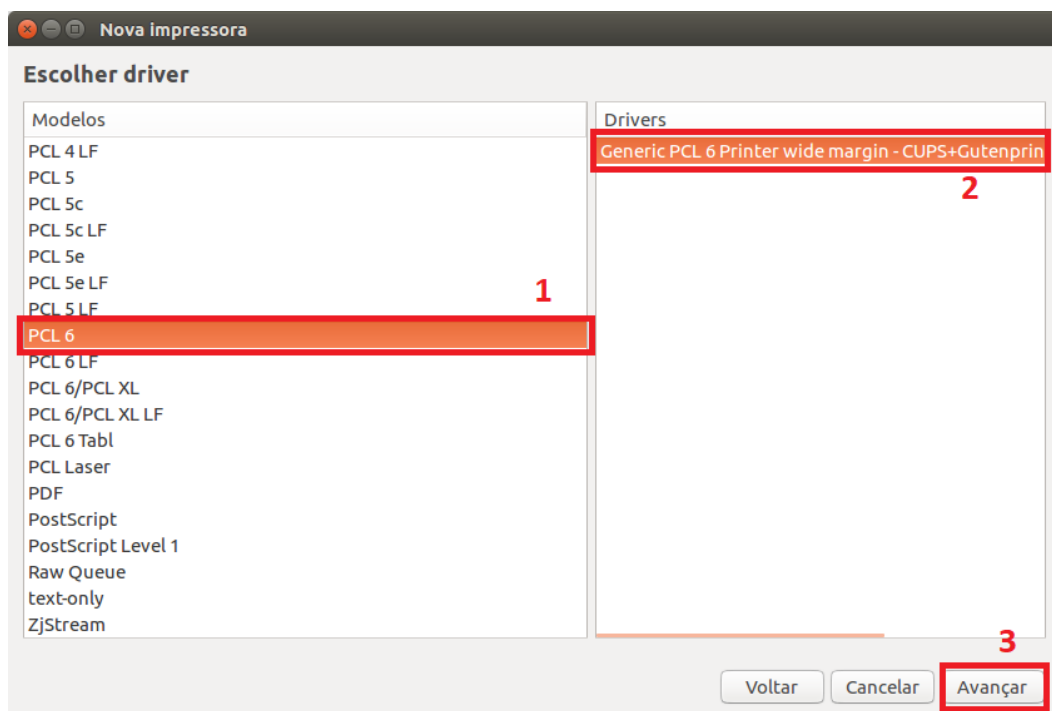 Nova impressora
Escolher driver
Modelos
PCL 4 LF
PCL 5
PCL 5c
PCL 5c LF
PCL 5e
PCL 5e LF
PCL 5 LF
1
PCL 6
PCL 6 LF
PCL 6/PCL XL
PCL 6/PCL XL LF
PCL 6 Tabl
PCL Laser
PDF
PostScript
PostScript Level 1
Raw Queue
text-only
ZjStream
Drivers
Generic PCL 6 Printer wide margin - CUPS+Gutenprin
2
3
Voltar
Cancelar
Avançar